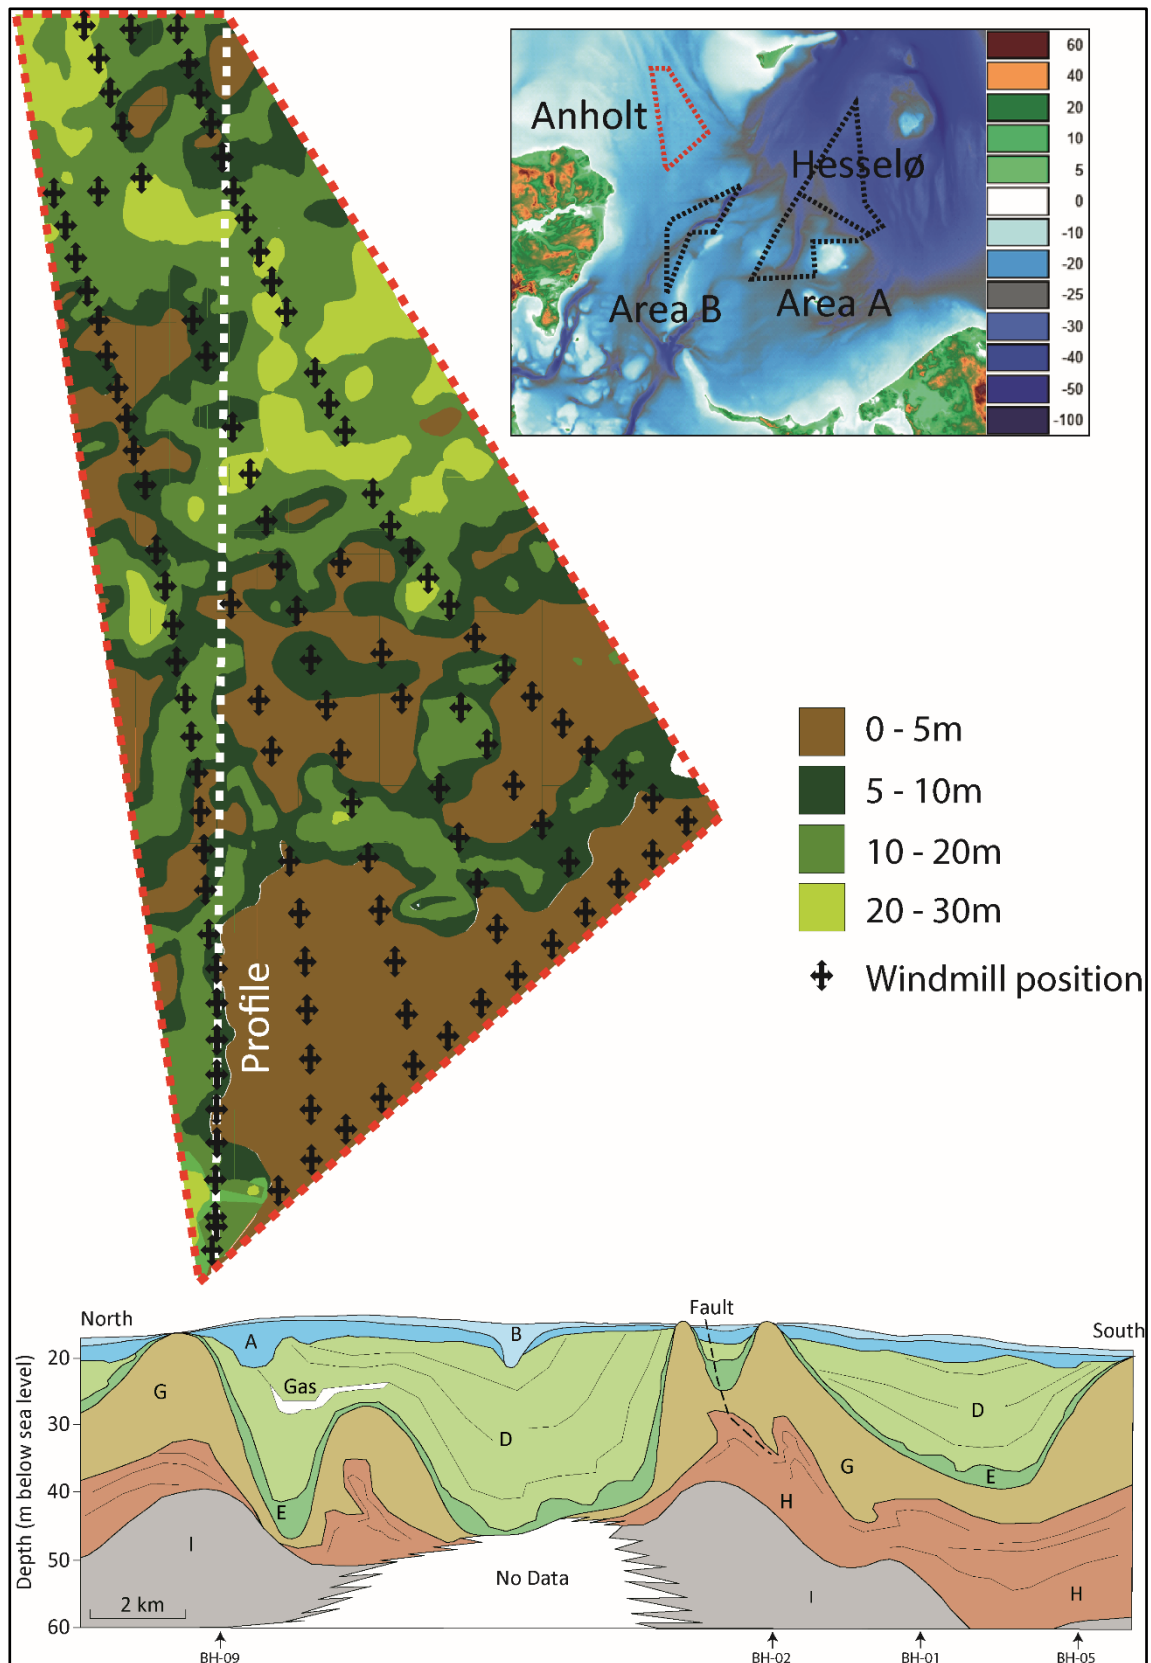 60
40
20
10
5
0
-10
-20
-25
-30
-40
-50
-100
Anholt
Hesselø
Area B
Area A
0 - 5m
5 - 10m
10 - 20m
20 - 30m
Windmill position
Profile
North
Fault
South
A
B
G
Gas
D
D
E
G
E
H
I
No Data
I
H
Depth (m below sea level)
20
30
40
50
60
2 km
BH-09
BH-02
BH-01
BH-05